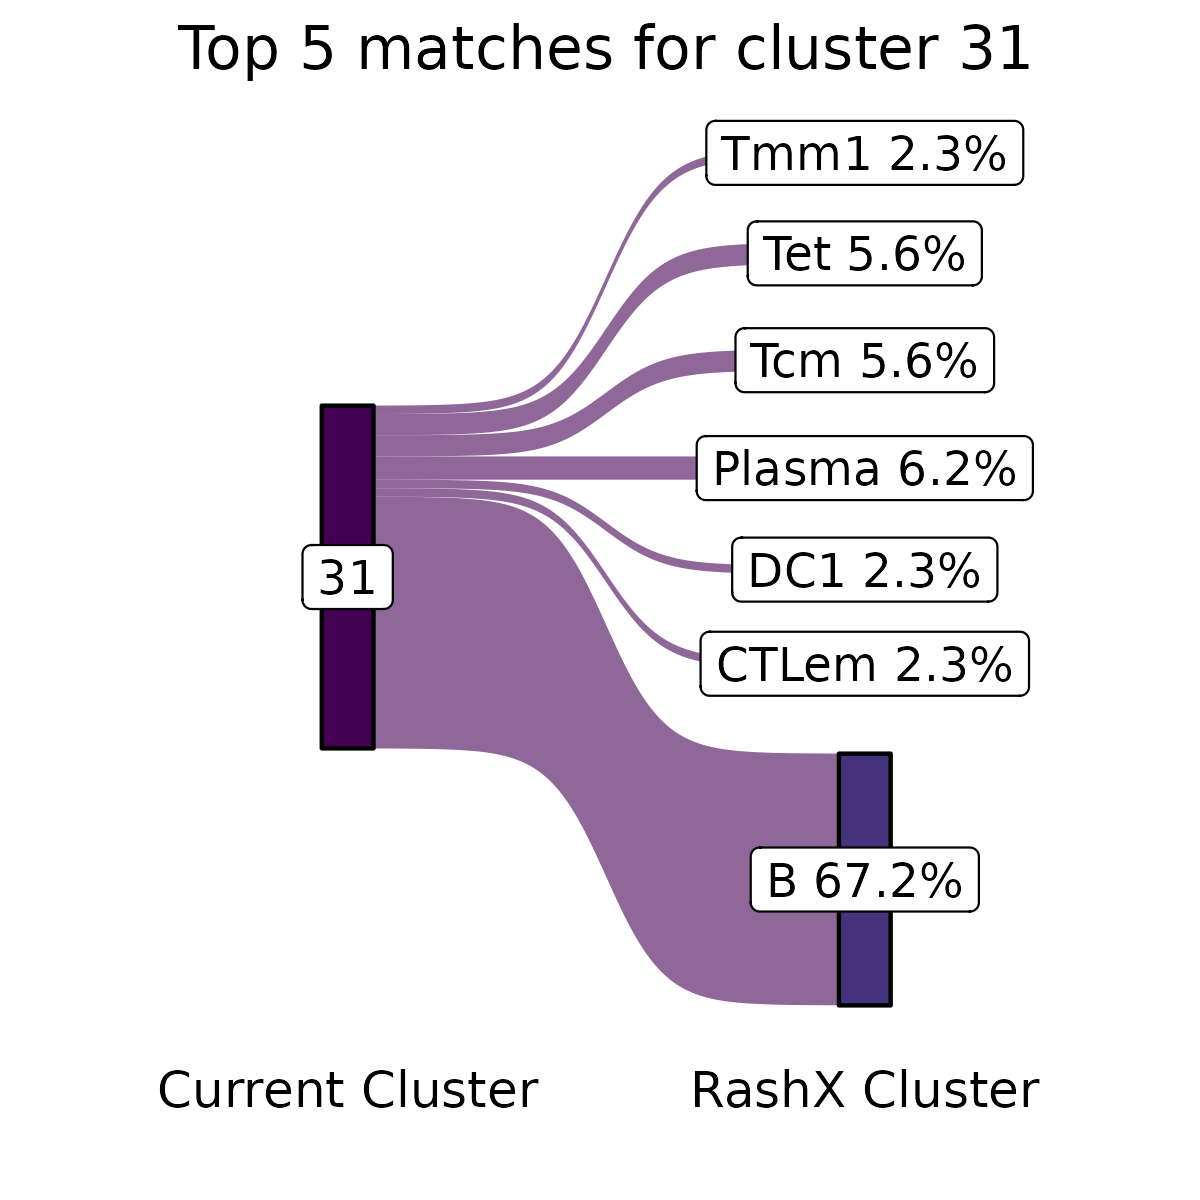 Top 5 matches for cluster 31
Tmm1 2.3%
Tet 5.6%
Tcm 5.6%
Plasma 6.2%
DC1 2.3%
31
CTLem 2.3%
B 67.2%
Current Cluster
RashX Cluster